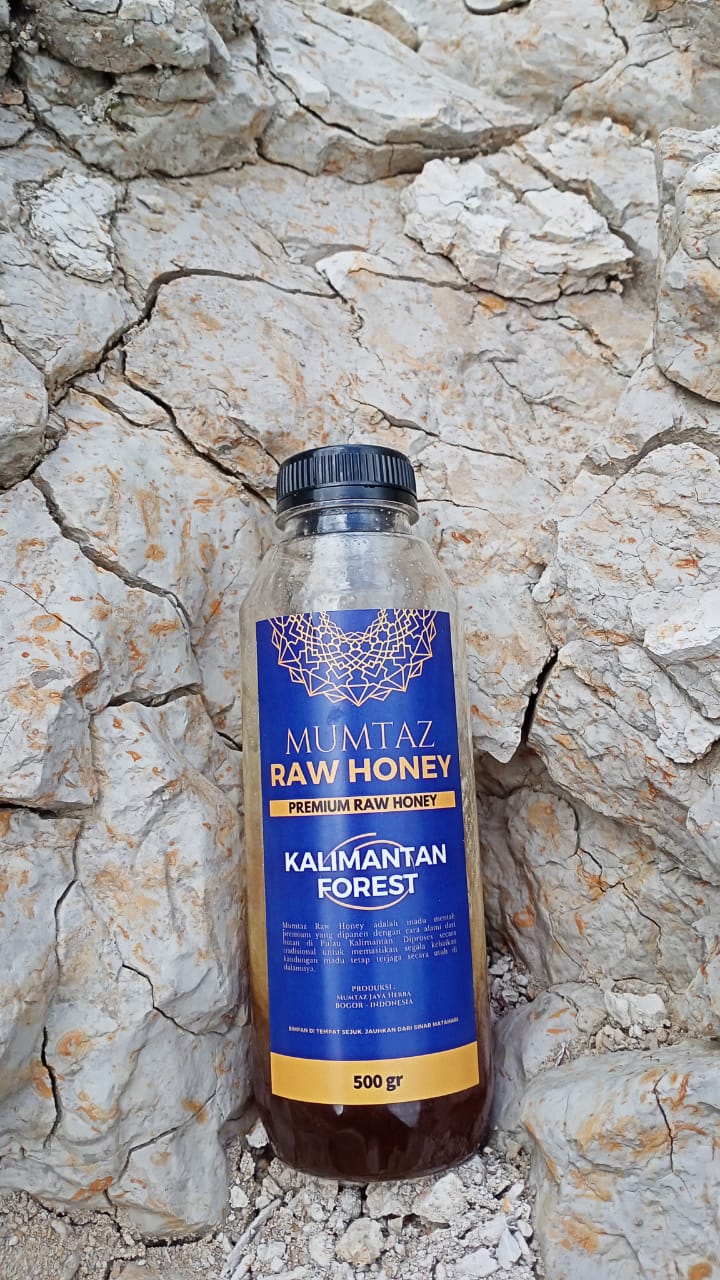 MUMTAZ
RAW HONEY
PREMIUM RAW HONEY
KALIMANTAN
FOREST
Mumtaz Raw Honey adalah madu mentah
premium yang dipanen dengan cara alami dari
hutan di Pulau Kalimantan. Diproses secara
tradisional untuk memastikan segala kebaikan
kandungan madu tetap terjaga secara utuh di
dalamnya.
PRODUKSI :
MUMTAZ JAYA HERBA
BOGOR - INDONESIA
SIMPAN DI TEMPAT SEJUK. JAUHKAN DARI SINAR MATAHARI.
500 gr